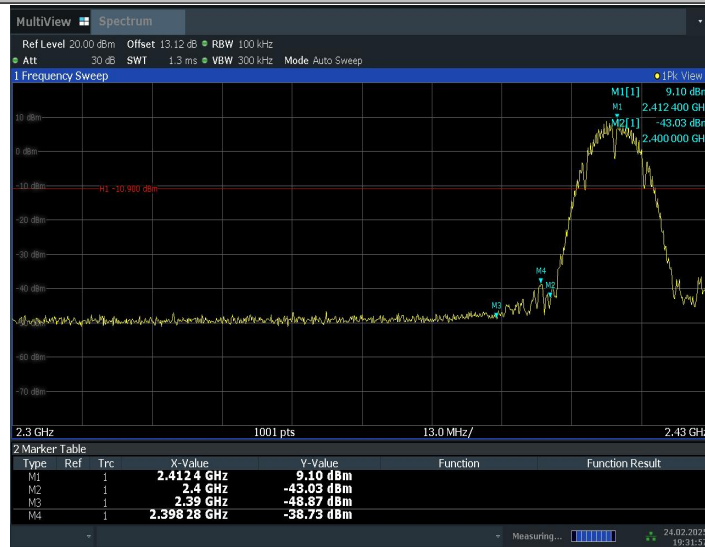 MultiView Spectrum
Ref Level 20.00 dBm Offset 13.12 dB RBW 100 kHz
Att 30 dB SWT 1.3 ms VBW 300 kHz Mode Auto Sweep
1 Frequency Sweep 1Pk View
M1[1] 9.10 dBm
M1 2.412 400 GH
10 dBm
M2[1] -43.03 dBm
2.400 000 GH
0 dBm
-10 dBm
H1 -10.900 dBm
-20 dBm
-30 dBm
M4
-40 dBm M2
M3
-60 dBm
-70 dBm
2.3 GHz 1001 pts 13.0 MHz/ 2.43 GH
2 Marker Table
Type Ref Trc X-Value Y-Value Function Function Result
M1 1 2.412 4 GHz 9.10 dBm
M2 1 2.4 GHz -43.03 dBm
M3 1 2.39 GHz -48.87 dBm
M4 1 2.398 28 GHz -38.73 dBm
Measuring... 24.02.2025
19:31:57